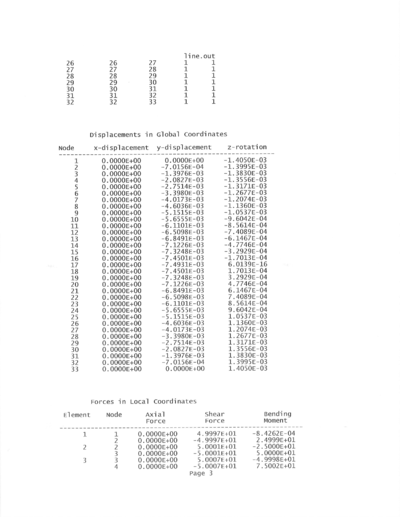 line.out
26 26 27 1 1
27 27 28 1 1
28 28 29 1 1
29 29 30 1 1
30 30 31 1 1
31 31 32 1 1
32 32 33 1 1
Displacements in Global Coordinates
Node x-displacement y-displacement z-rotation
1 0.0000E+00 0.0000E+00 -1.4050E-03
2 0.0000E+00 -7.0156E-04 -1.3995E-03
3 0.0000E+00 -1.3976E-03 -1.3830E-03
4 0.0000E+00 -2.0827E-03 -1.3556E-03
5 0.0000E+00 -2.7514E-03 -1.3171E-03
6 0.0000E+00 -3.3980E-03 -1.2677E-03
7 0.0000E+00 -4.0173E-03 -1.2074E-03
8 0.0000E+00 -4.6036E-03 -1.1360E-03
9 0.0000E+00 -5.1515E-03 -1.0537E-03
10 0.0000E+00 -5.6555E-03 -9.6042E-04
11 0.0000E+00 -6.1101E-03 -8.5614E-04
12 0.0000E+00 -6.5098E-03 -7.4089E-04
13 0.0000E+00 -6.8491E-03 -6.1467E-04
14 0.0000E+00 -7.1226E-03 -4.7746E-04
15 0.0000E+00 -7.3248E-03 -3.2929E-04
16 0.0000E+00 -7.4501E-03 -1.7013E-04
17 0.0000E+00 -7.4931E-03 6.0139E-16
18 0.0000E+00 -7.4501E-03 1.7013E-04
19 0.0000E+00 -7.3248E-03 3.2929E-04
20 0.0000E+00 -7.1226E-03 4.7746E-04
21 0.0000E+00 -6.8491E-03 6.1467E-04
22 0.0000E+00 -6.5098E-03 7.4089E-04
23 0.0000E+00 -6.1101E-03 8.5614E-04
24 0.0000E+00 -5.6555E-03 9.6042E-04
25 0.0000E+00 -5.1515E-03 1.0537E-03
26 0.0000E+00 -4.6036E-03 1.1360E-03
27 0.0000E+00 -4.0173E-03 1.2074E-03
28 0.0000E+00 -3.3980E-03 1.2677E-03
29 0.0000E+00 -2.7514E-03 1.3171E-03
30 0.0000E+00 -2.0827E-03 1.3556E-03
31 0.0000E+00 -1.3976E-03 1.3830E-03
32 0.0000E+00 -7.0156E-04 1.3995E-03
33 0.0000E+00 0.0000E+00 1.4050E-03
Forces in Local Coordinates
Element Node Axial Shear Bending
Force Force Moment
1 1 0.0000E+00 4.9997E+01 -8.4262E-04
2 0.0000E+00 -4.9997E+01 2.4999E+01
2 2 0.0000E+00 5.0001E+01 -2.5000E+01
3 0.0000E+00 -5.0001E+01 5.0000E+01
3 3 0.0000E+00 5.0007E+01 -4.9998E+01
4 0.0000E+00 -5.0007E+01 7.5002E+01
Page 3